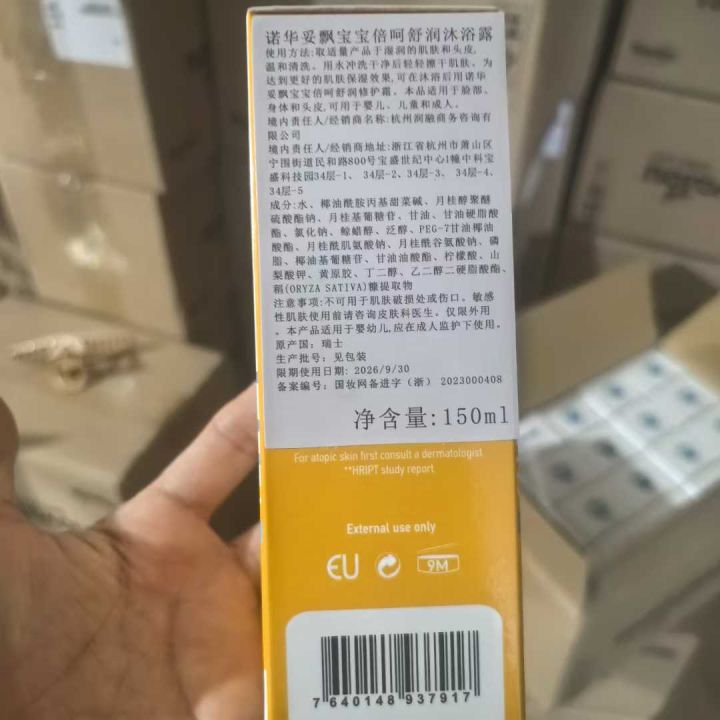 诺华妥飘宝宝倍呵舒润沐浴露
使用方法:取适量产品于湿润的肌肤和头皮,
温和清洗。用水冲洗干净后轻轻擦干肌肤。为
达到更好的肌肤保湿效果,可在沐浴后用诺华
妥飘宝宝倍呵舒润修护霜。本品适用于脸部、
身体和头皮,可用于婴儿、儿童和成人。
境内责任人/经销商名称:杭州润融商务咨询有
限公司
境内责任人/经销商地址:浙江省杭州市萧山区
宁围街道民和路800号宝盛世纪中心1幢中科宝
盛科技园34层-1、34层-2、34层-3、34层-4、
34层-5
成分:水、椰油酰胺丙基甜菜碱、月桂醇聚醚
硫酸酯钠、月桂基葡糖苷、甘油、甘油硬脂酸
酯、氯化钠、鲸蜡醇、泛醇、PEG-7甘油椰油
酸酯、月桂酰肌氨酸钠、月桂酰谷氨酸钠、磷
脂、椰油基葡糖苷、甘油油酸酯、柠檬酸、山
梨酸钾、黄原胶、丁二醇、乙二醇二硬脂酸酯、
稻(ORYZA SATIVA)糠提取物
注意事项:不可用于肌肤破损处或伤口。敏感
性肌肤使用前请咨询皮肤科医生。仅限外用
。本产品适用于婴幼儿,应在成人监护下使用。
原产国: 瑞士
生产批号: 见包装
限期使用日期: 2026/9/30
备案编号: 国妆网备进字（浙）2023000408
净含量:150ml
For atopic skin first consult a dermatologist
**HRIPT study report
External use only
EU
9M
7 640148 937917